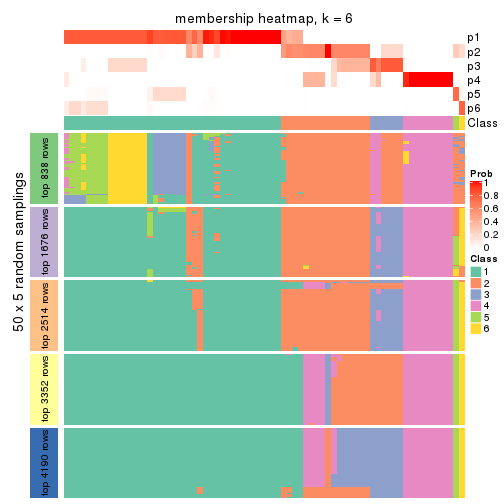 membership heatmap, k = 6
p1
p2
p3
p4
p5
p6
Class
50 x 5 random samplings
top 838 rows
top 1676 rows
top 2514 rows
top 3352 rows
top 4190 rows
Prob
1
0.8
0.6
0.4
0.2
0
Class
1
2
3
4
5
6